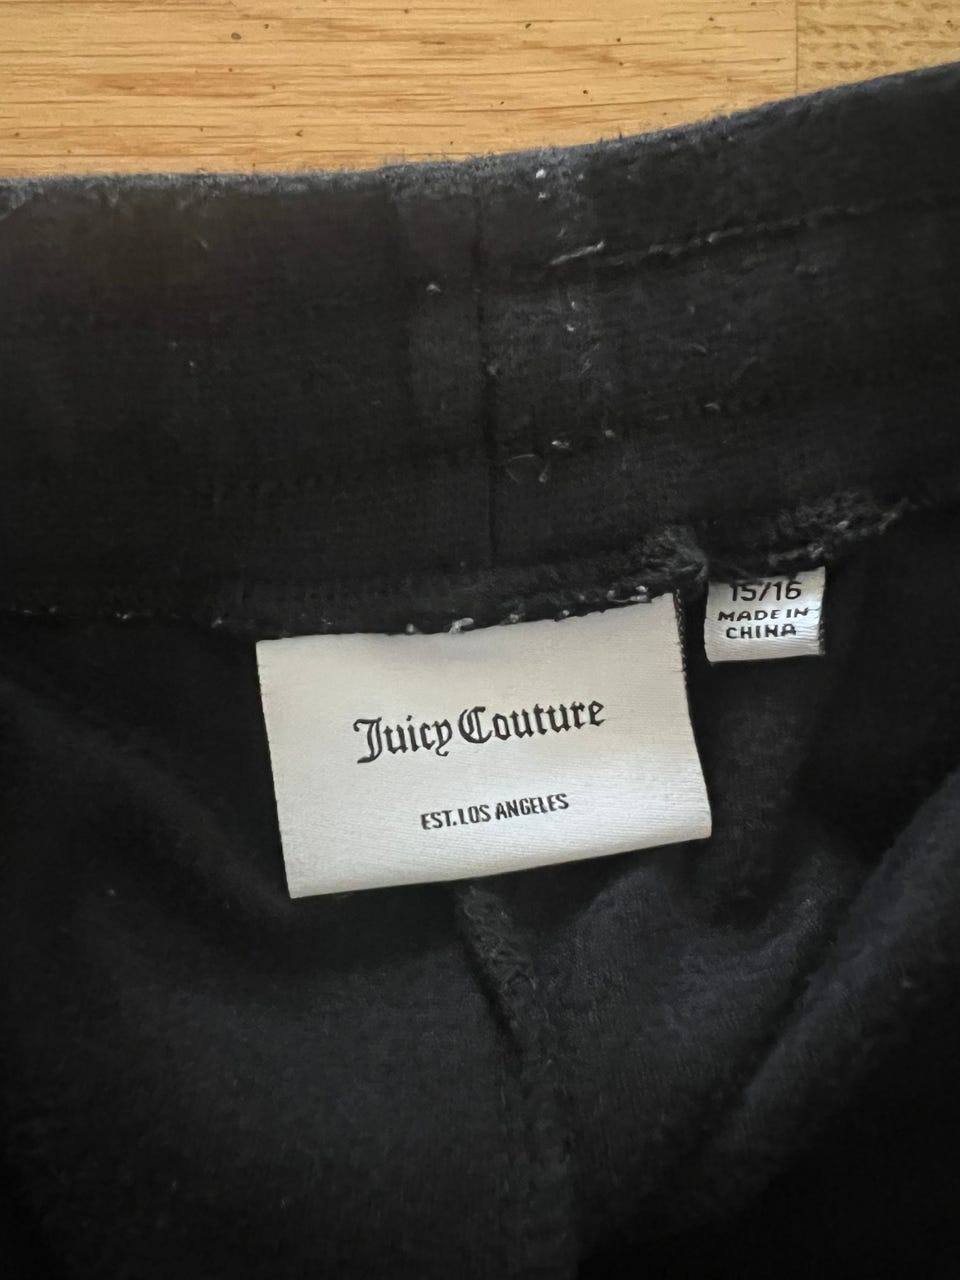 Juicy Couture
EST. LOS ANGELES
15/16
MADE IN
CHINA